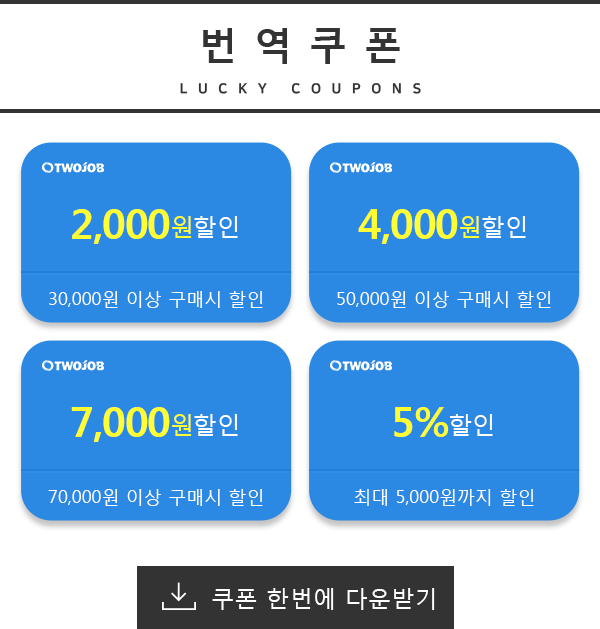 번역쿠폰
LUCKY COUPONS
TWOJOB
2,000원할인
30,000원 이상 구매시 할인
TWOJOB
4,000원할인
50,000원 이상 구매시 할인
TWOJOB
7,000원할인
70,000원 이상 구매시 할인
TWOJOB
5%할인
최대 5,000원까지 할인
쿠폰 한번에 다운받기